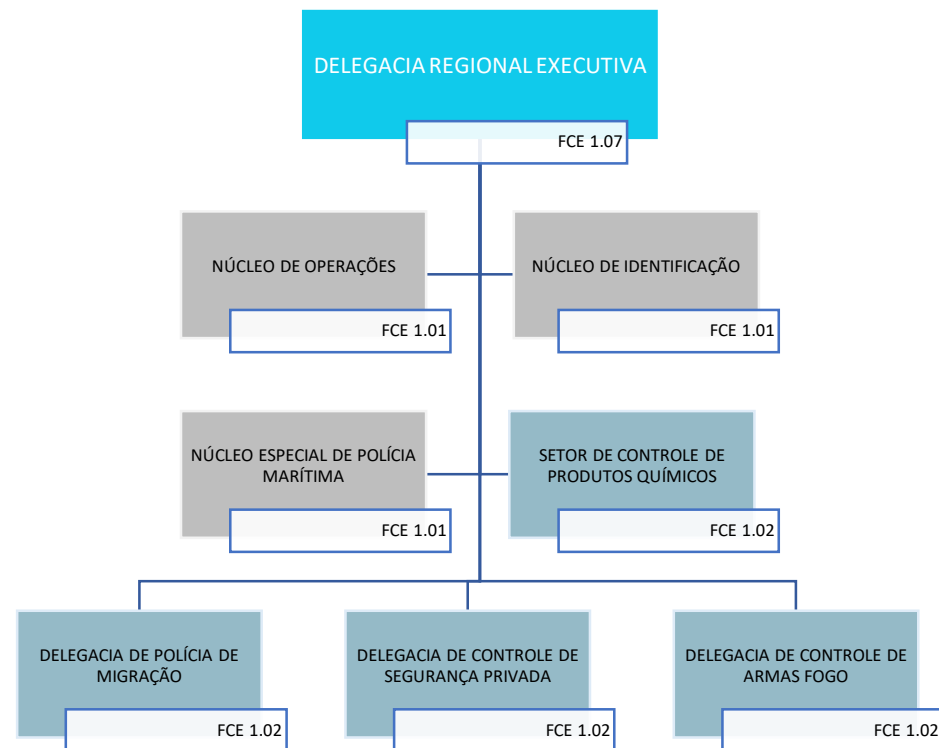 DELEGACIA REGIONAL EXECUTIVA
FCE 1.07
NÚCLEO DE OPERAÇÕES
FCE 1.01
NÚCLEO DE IDENTIFICAÇÃO
FCE 1.01
NÚCLEO ESPECIAL DE POLÍCIA
MARÍTIMA
FCE 1.01
SETOR DE CONTROLE DE
PRODUTOS QUÍMICOS
FCE 1.02
DELEGACIA DE POLÍCIA DE
MIGRAÇÃO
FCE 1.02
DELEGACIA DE CONTROLE DE
SEGURANÇA PRIVADA
FCE 1.02
DELEGACIA DE CONTROLE DE
ARMAS FOGO
FCE 1.02